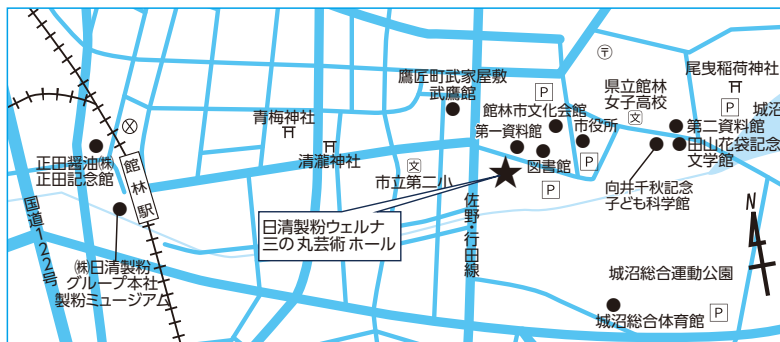 鷹匠町武家屋敷
武鷹館
青梅神社
清瀧神社
正田醤油㈱
正田記念館
館林駅
国道122号
㈱日清製粉
グループ本社
製粉ミュージアム
日清製粉ウェルナ
三の丸芸術ホール
市立第二小
文
佐野・行田線
P
館林市文化会館
第一資料館
図書館
市役所
P
P
〒
県立館林
女子高校
文
尾曳稲荷神社
P
城沼
第二資料館
田山花袋記念
文学館
向井千秋記念
子ども科学館
N
城沼総合運動公園
城沼総合体育館
P